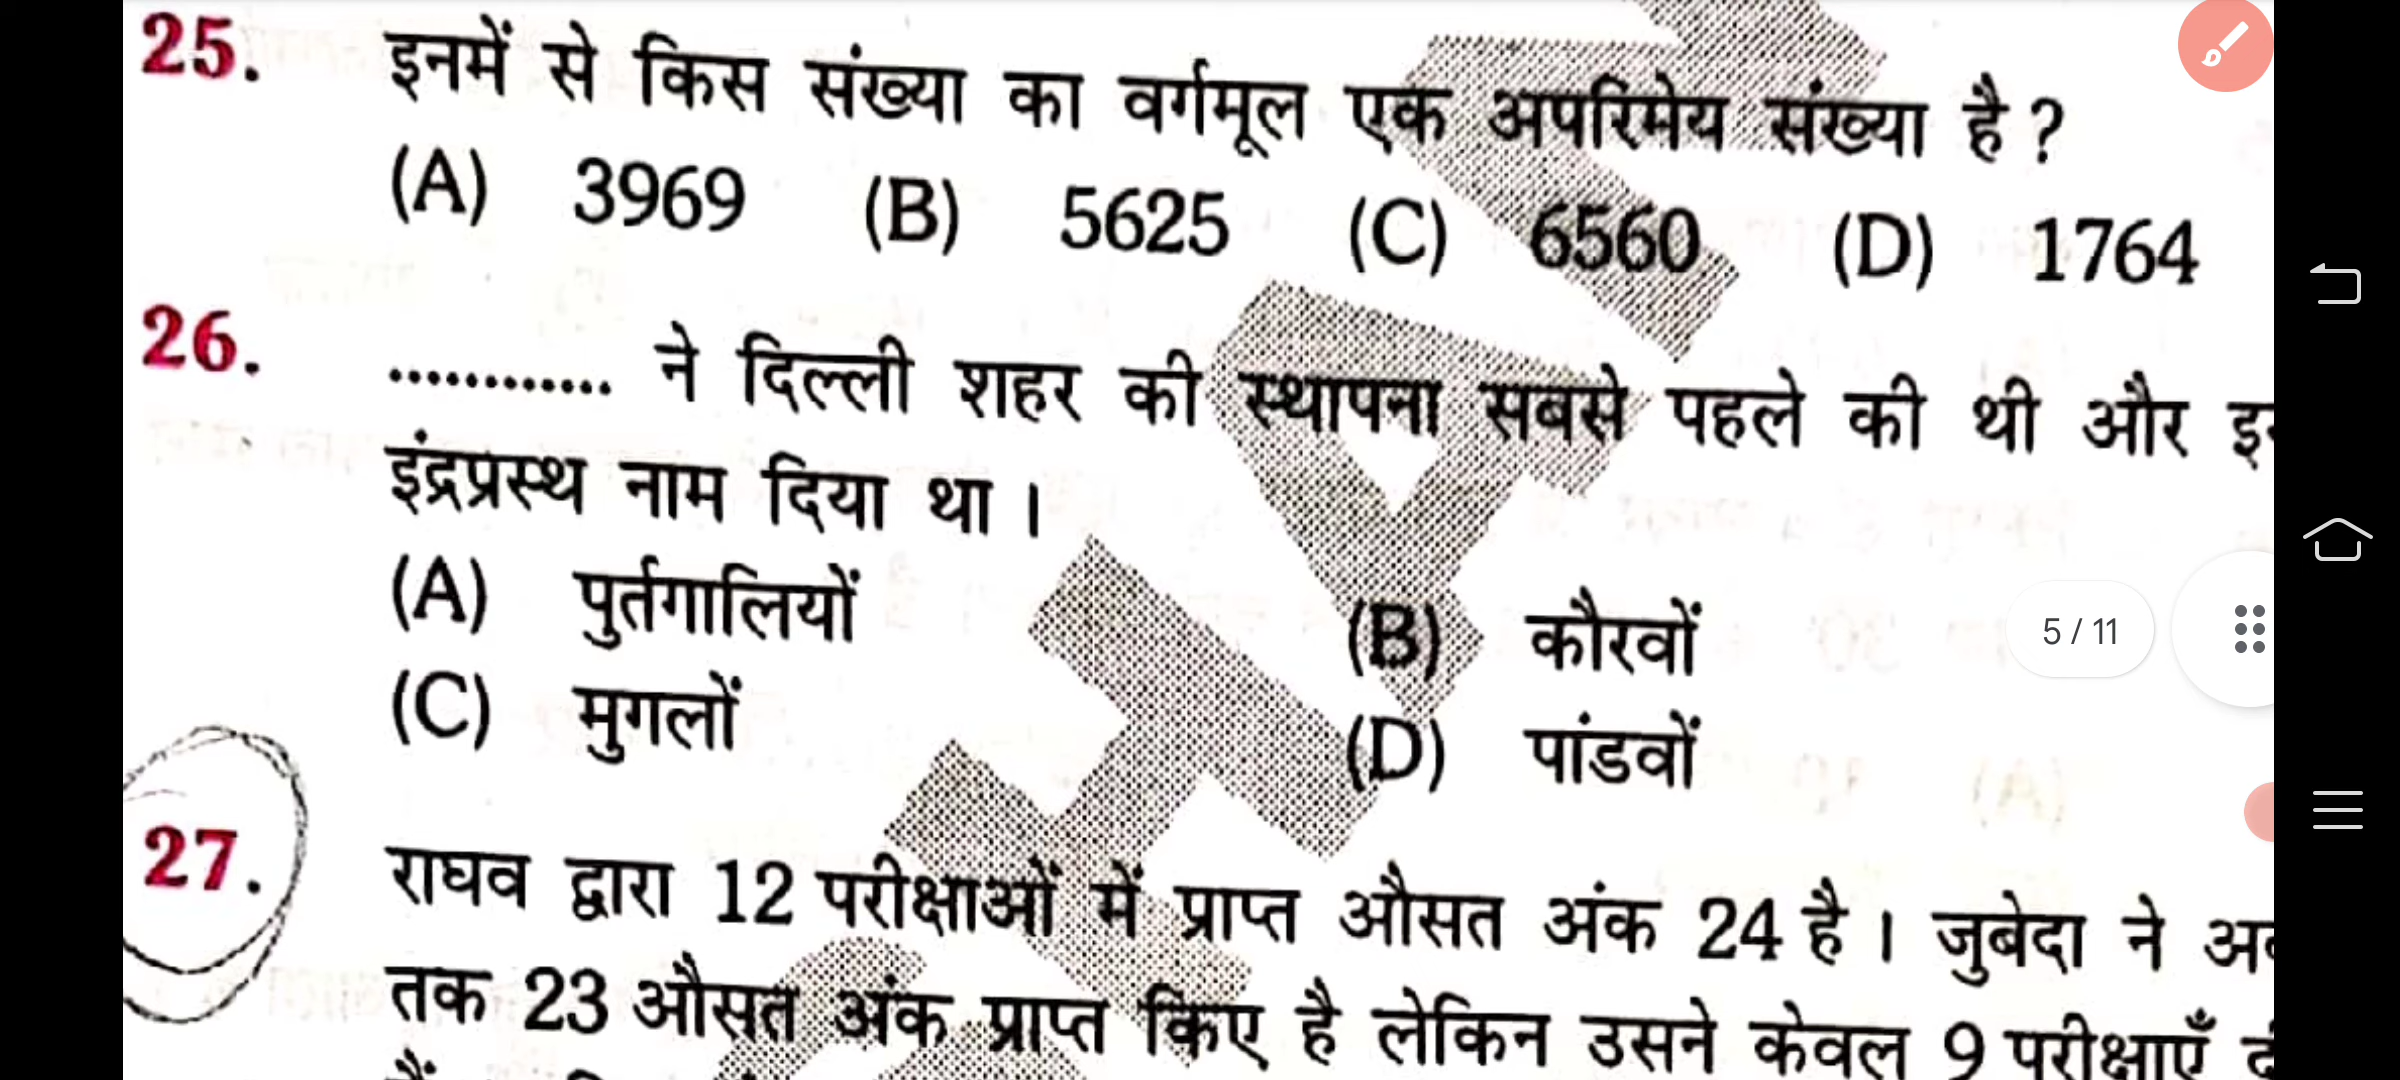 25. इनमें से किस संख्या का वर्गमूल एक अपरिमेय संख्या है ?
(A) 3969 (B) 5625 (C) 6560 (D) 1764
26. ............ ने दिल्ली शहर की स्थापना सबसे पहले की थी और
इंद्रप्रस्थ नाम दिया था ।
(A) पुर्तगालियों (B) कौरवों
(C) मुगलों (D) पांडवों
5 / 11
27. राघव द्वारा 12 परीक्षाओं में प्राप्त औसत अंक 24 है । जुबेदा ने
तक 23 औसत अंक प्राप्त किए है लेकिन उसने केवल 9 परीक्षाएँ